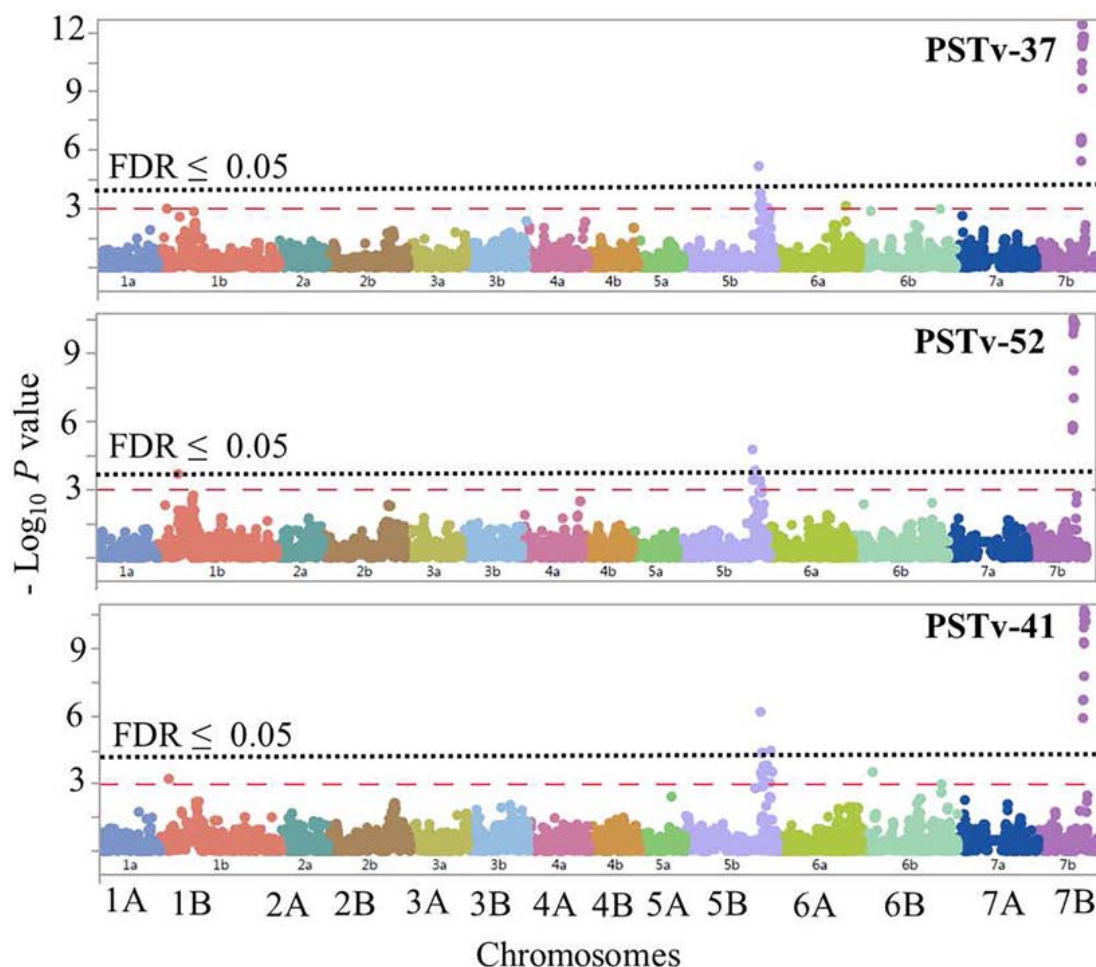 - Log10 P value
12
9
6
3
PSTv-37
FDR ≤ 0.05
1a 1b 2a 2b 3a 3b 4a 4b 5a 5b 6a 6b 7a 7b
9
6
3
PSTv-52
FDR ≤ 0.05
1a 1b 2a 2b 3a 3b 4a 4b 5a 5b 6a 6b 7a 7b
9
6
3
PSTv-41
FDR ≤ 0.05
1a 1b 2a 2b 3a 3b 4a 4b 5a 5b 6a 6b 7a 7b
1A 1B 2A 2B 3A 3B 4A 4B 5A 5B 6A 6B 7A 7B
Chromosomes